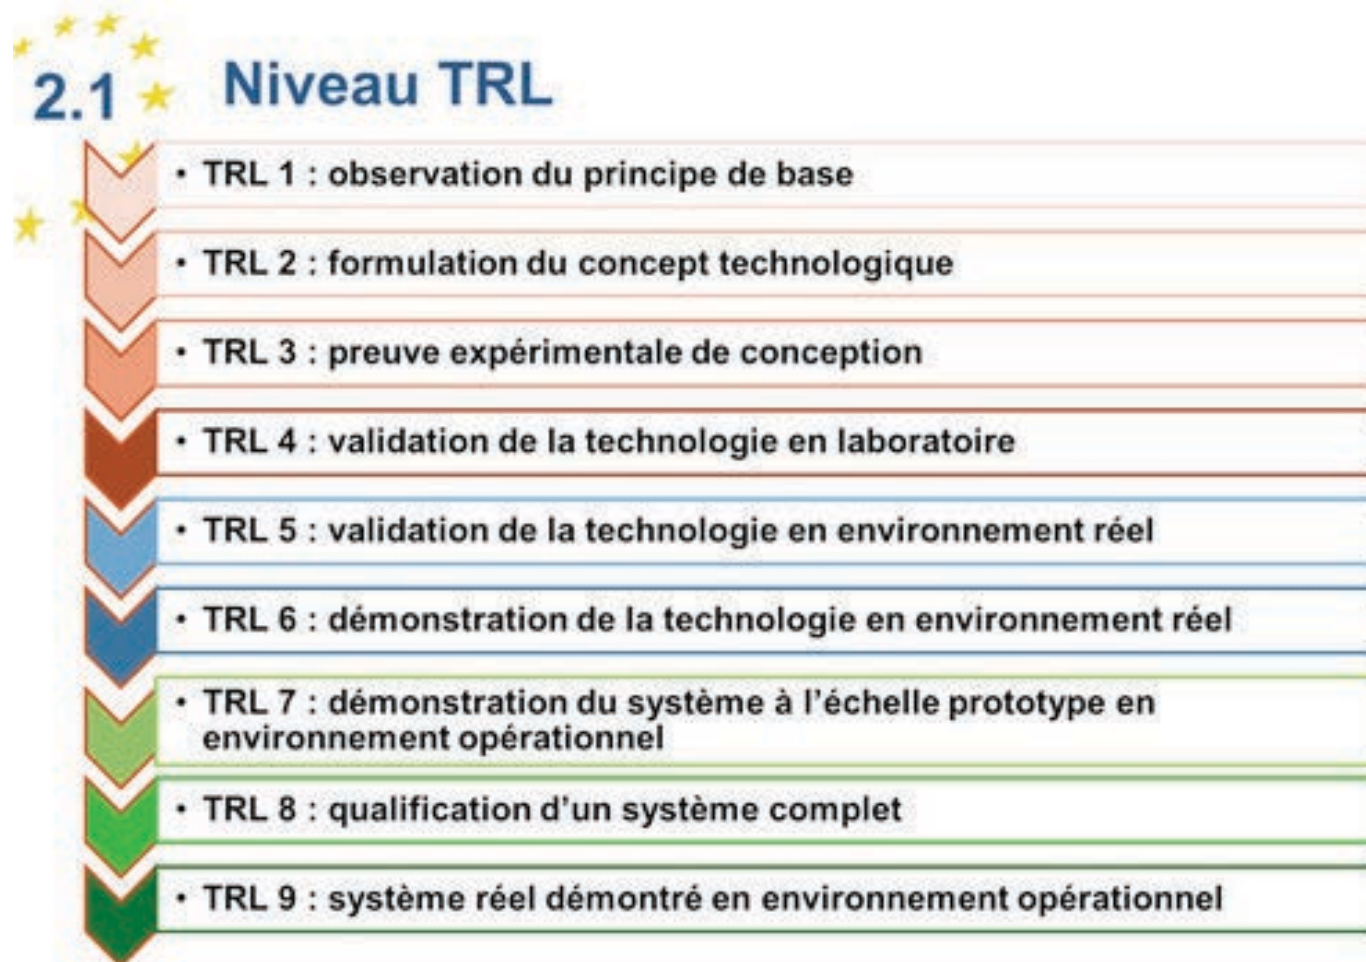 2.1 Niveau TRL
• TRL 1 : observation du principe de base
• TRL 2 : formulation du concept technologique
• TRL 3 : preuve expérimentale de conception
• TRL 4 : validation de la technologie en laboratoire
• TRL 5 : validation de la technologie en environnement réel
• TRL 6 : démonstration de la technologie en environnement réel
• TRL 7 : démonstration du système à l’échelle prototype en
environnement opérationnel
• TRL 8 : qualification d’un système complet
• TRL 9 : système réel démontré en environnement opérationnel